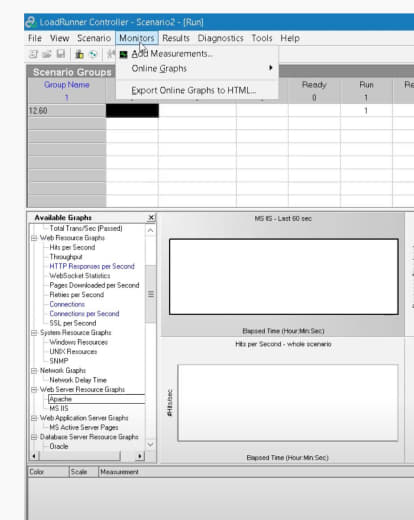 LoadRunner Controller - Scenario2 - [Run]
File View Scenario Monitors Results Diagnostics Tools Help
Add Measurements...
Online Graphs
Export Online Graphs to HTML...
Scenario Groups
Group Name Ready Run
1 0 1
12.60 1
Available Graphs
Total Trans/Sec (Passed)
Web Resource Graphs
Hits per Second
Throughput
HTTP Responses per Second
WebSocket Statistics
Pages Downloaded per Second
Retries per Second
Connections
Connections per Second
SSL per Second
System Resource Graphs
Windows Resources
UNIX Resources
SNMP
Network Graphs
Network Delay Time
Web Server Resource Graphs
Apache
MS IIS
Web Application Server Graphs
MS Active Server Pages
Database Server Resource Graphs
Oracle
MS IIS - Last 60 sec
Elapsed Time (Hour:Min:Sec)
Hits per Second - whole scenario
#Hits/sec
Elapsed Time (Hour:Min:Sec)
Color Scale Measurement